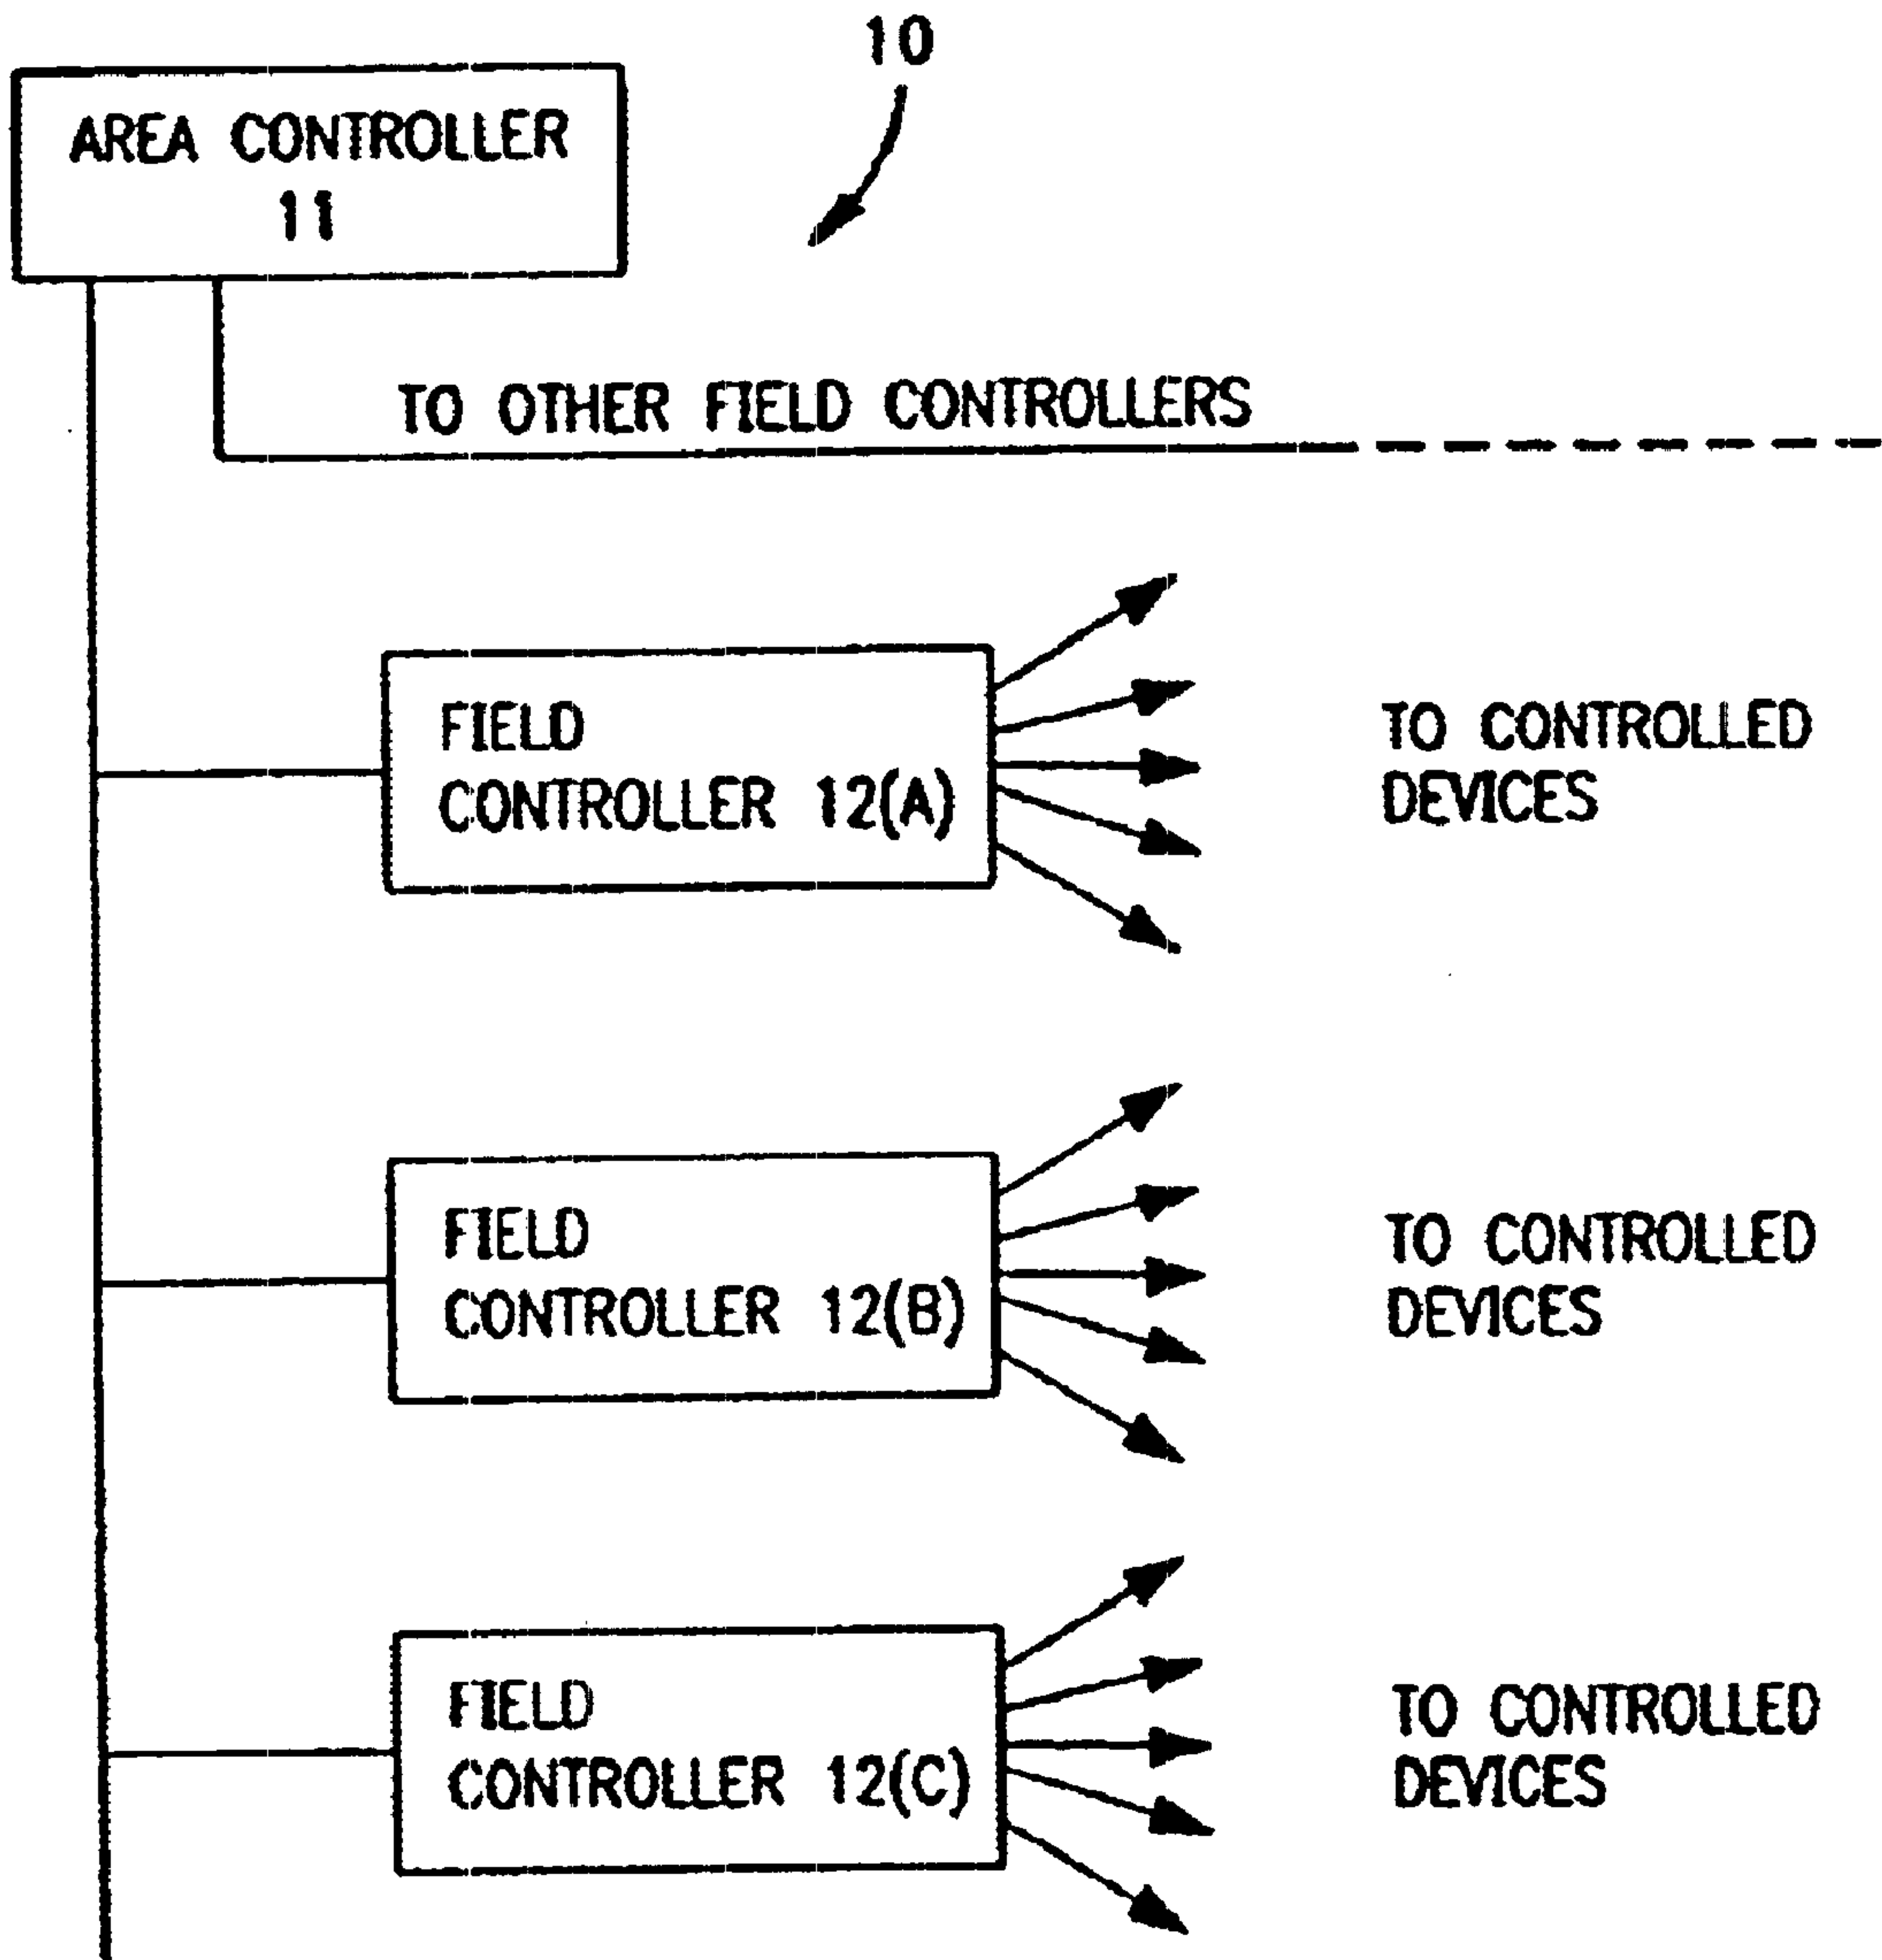 10
AREA CONTROLLER
11
TO OTHER FIELD CONTROLLERS
FIELD
CONTROLLER 12(A)
TO CONTROLLED
DEVICES
FIELD
CONTROLLER 12(B)
TO CONTROLLED
DEVICES
FIELD
CONTROLLER 12(C)
TO CONTROLLED
DEVICES